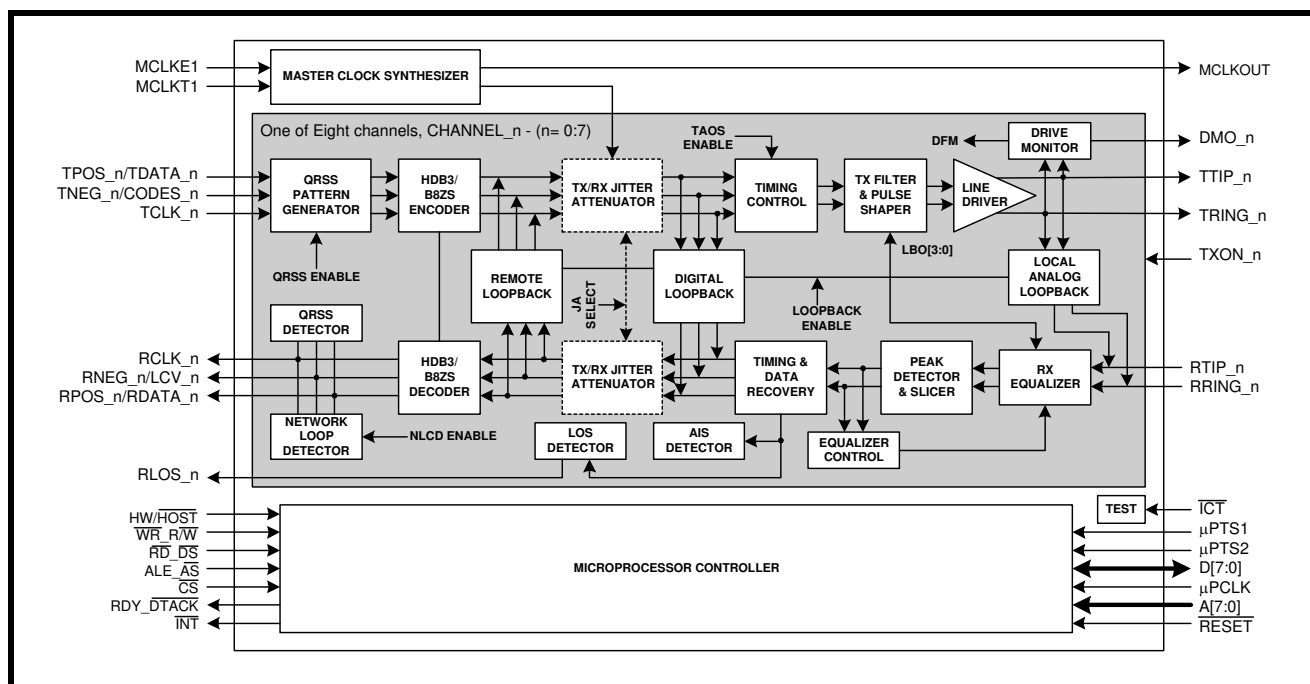 MCLKE1
MCLKT1
MASTER CLOCK SYNTHESIZER
MCLKOUT
One of Eight channels, CHANNEL_n - (n= 0:7)
TAOS
ENABLE
DFM
DRIVE
MONITOR
DMO_n
TPOS_n/TDATA_n
TNEG_n/CODES_n
TCLK_n
QRSS
PATTERN
GENERATOR
HDB3/
B8ZS
ENCODER
TX/RX JITTER
ATTENUATOR
TIMING
CONTROL
TX FILTER
& PULSE
SHAPER
LINE
DRIVER
TTIP_n
TRING_n
QRSS ENABLE
REMOTE
LOOPBACK
JA
SELECT
DIGITAL
LOOPBACK
LBO[3:0]
LOOPBACK
ENABLE
LOCAL
ANALOG
LOOPBACK
TXON_n
QRSS
DETECTOR
RCLK_n
RNEG_n/LCV_n
RPOS_n/RDATA_n
HDB3/
B8ZS
DECODER
TX/RX JITTER
ATTENUATOR
TIMING &
DATA
RECOVERY
PEAK
DETECTOR
& SLICER
RX
EQUALIZER
RTIP_n
RRING_n
NETWORK
LOOP
DETECTOR
NLCD ENABLE
LOS
DETECTOR
AIS
DETECTOR
EQUALIZER
CONTROL
RLOS_n
HW/HOST
WR_R/W
RD_DS
ALE_AS
CS
RDY_DTACK
INT
MICROPROCESSOR CONTROLLER
TEST
ICT
µPTS1
µPTS2
D[7:0]
µPCLK
A[7:0]
RESET